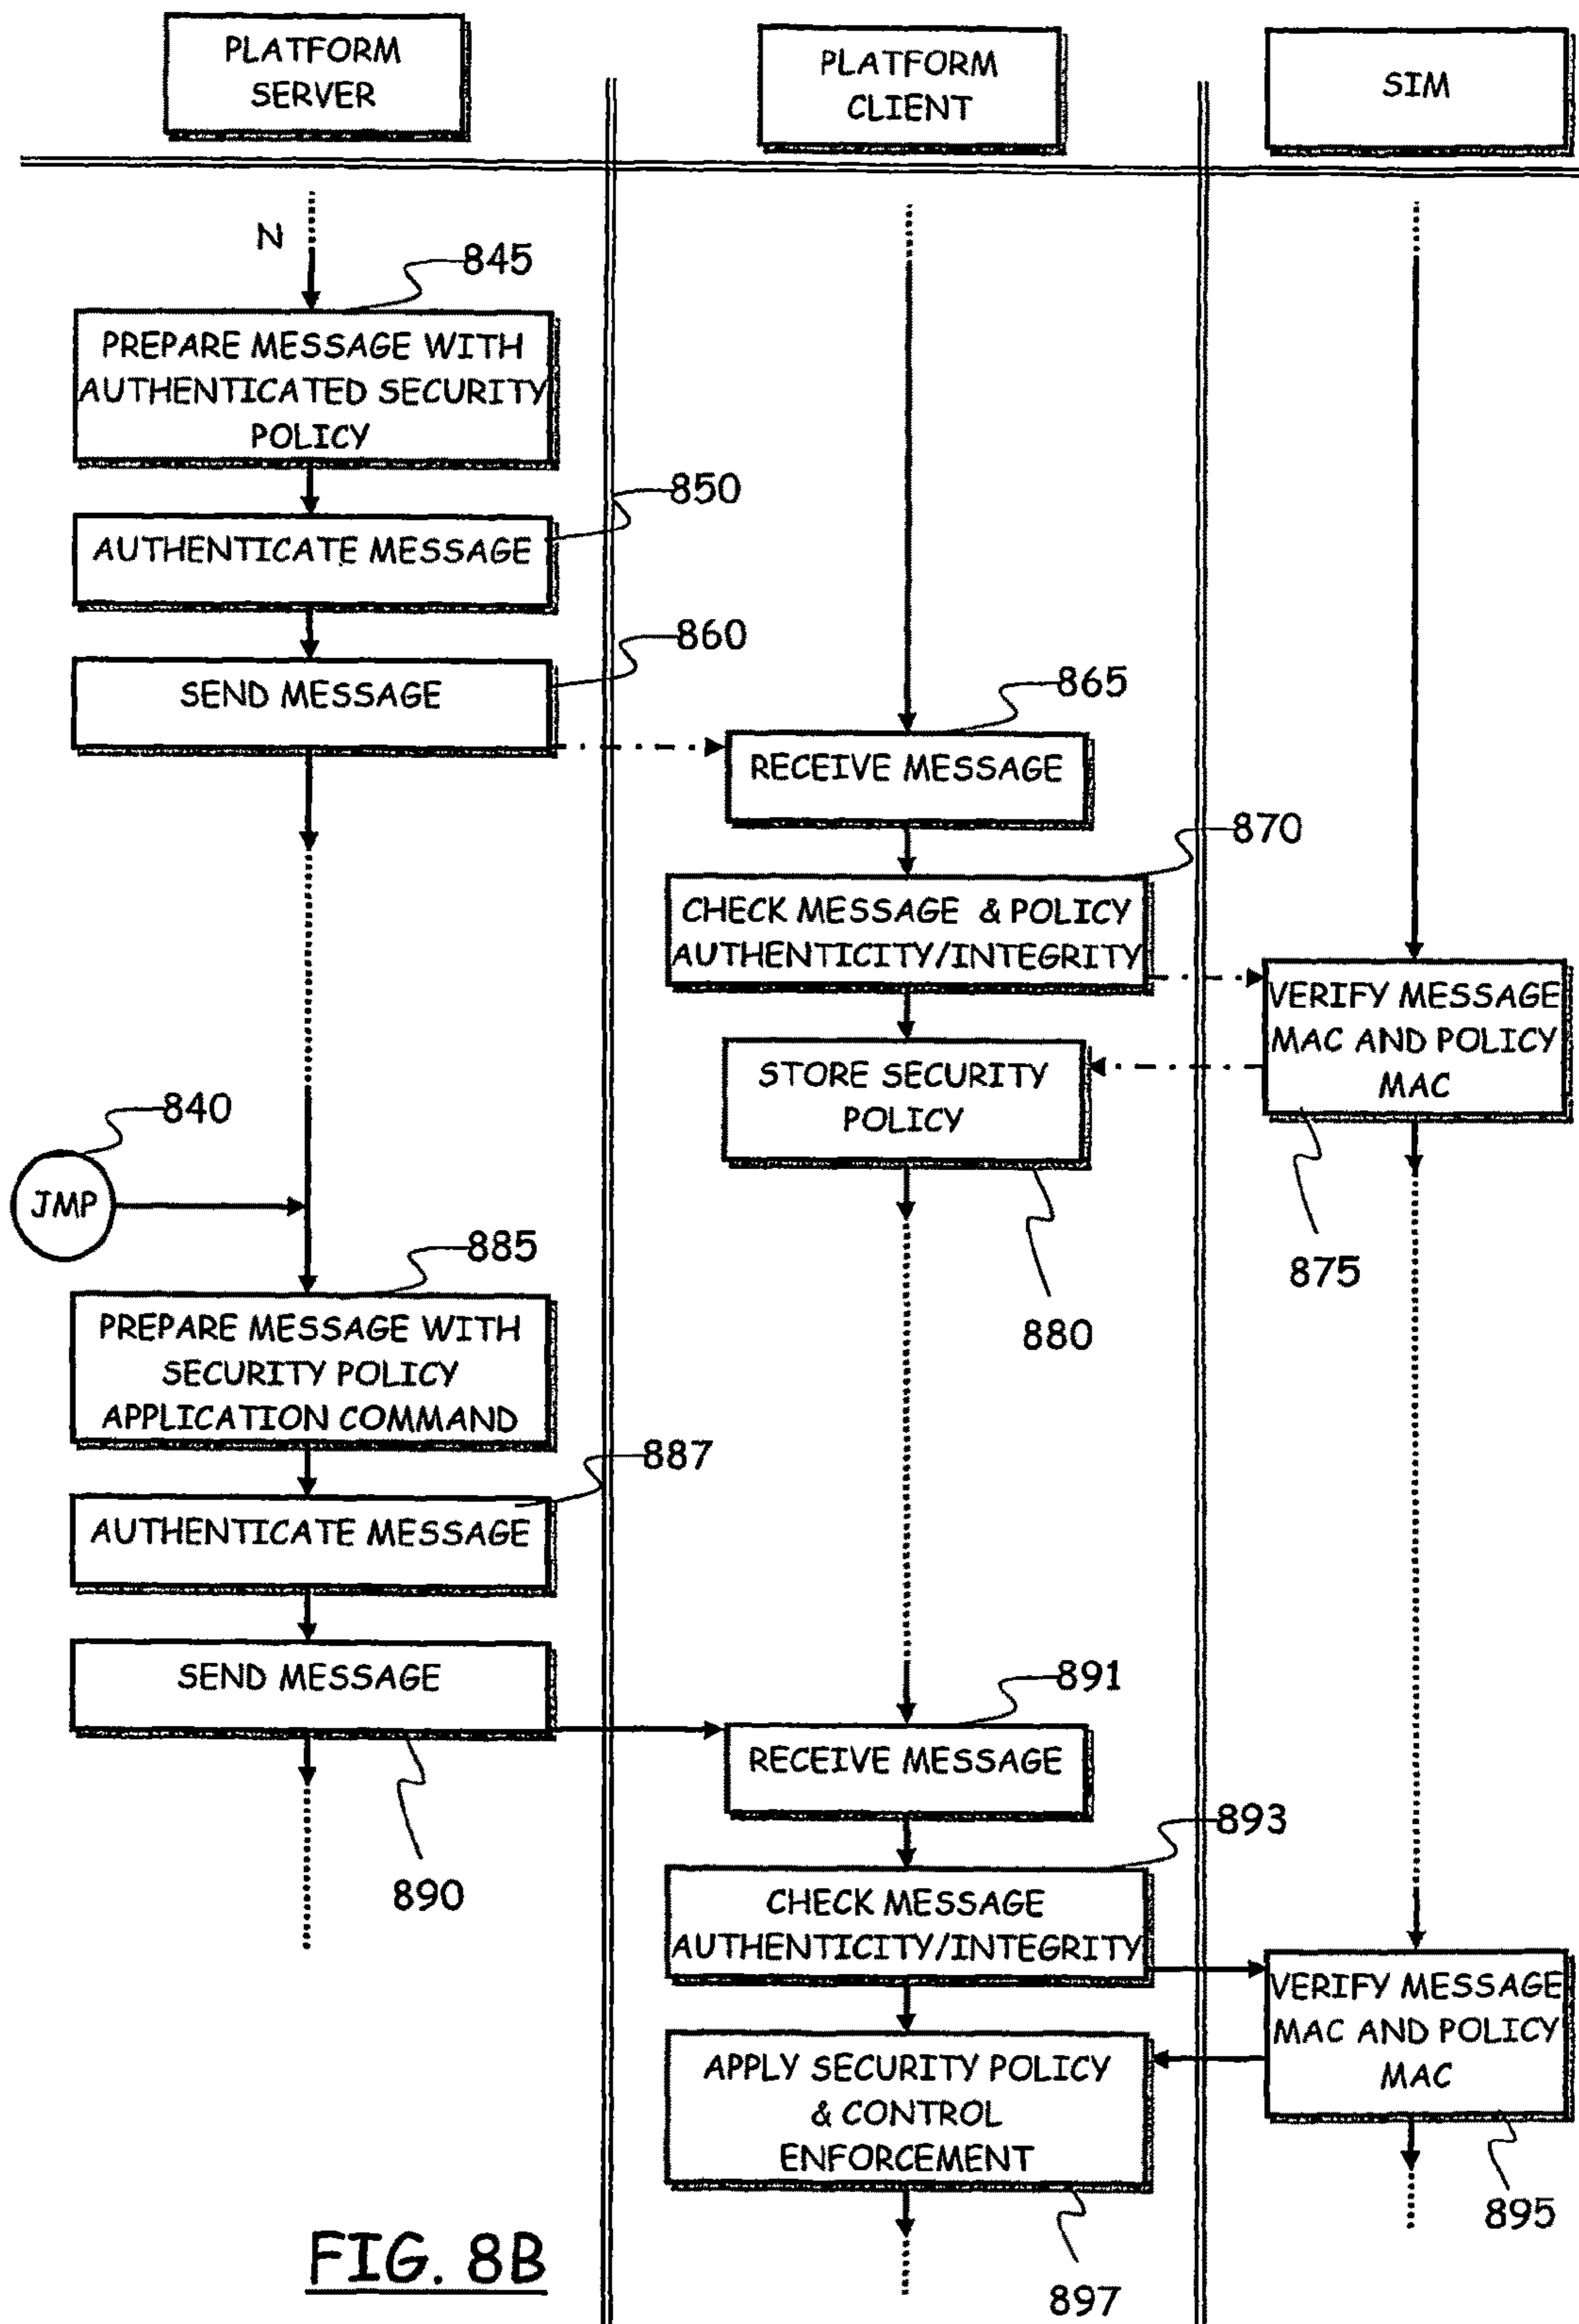 PLATFORM
SERVER
PLATFORM
CLIENT
SIM
N
845
PREPARE MESSAGE WITH
AUTHENTICATED SECURITY
POLICY
850
AUTHENTICATE MESSAGE
860
SEND MESSAGE
865
RECEIVE MESSAGE
870
CHECK MESSAGE & POLICY
AUTHENTICITY/INTEGRITY
VERIFY MESSAGE
MAC AND POLICY
MAC
875
STORE SECURITY
POLICY
880
840
JMP
885
PREPARE MESSAGE WITH
SECURITY POLICY
APPLICATION COMMAND
887
AUTHENTICATE MESSAGE
SEND MESSAGE
890
891
RECEIVE MESSAGE
893
CHECK MESSAGE
AUTHENTICITY/INTEGRITY
VERIFY MESSAGE
MAC AND POLICY
MAC
895
APPLY SECURITY POLICY
& CONTROL
ENFORCEMENT
897
FIG. 8B